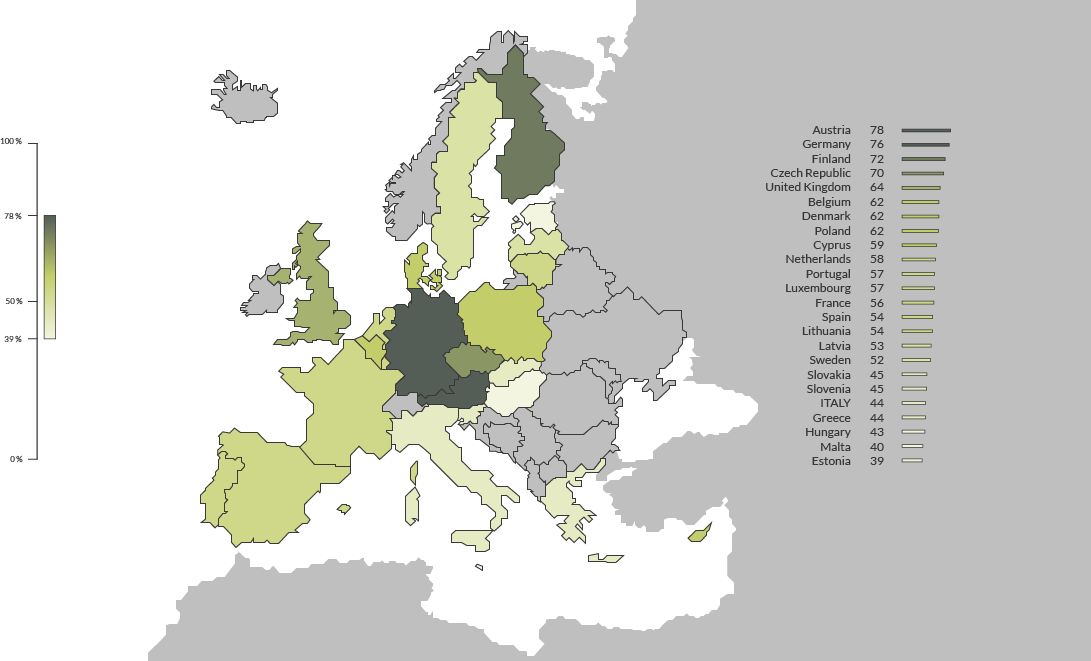 100%
78%
50%
39%
0%
Austria 78
Germany 76
Finland 72
Czech Republic 70
United Kingdom 64
Belgium 62
Denmark 62
Poland 62
Cyprus 59
Netherlands 58
Portugal 57
Luxembourg 57
France 56
Spain 54
Lithuania 54
Latvia 53
Sweden 52
Slovakia 45
Slovenia 45
ITALY 44
Greece 44
Hungary 43
Malta 40
Estonia 39